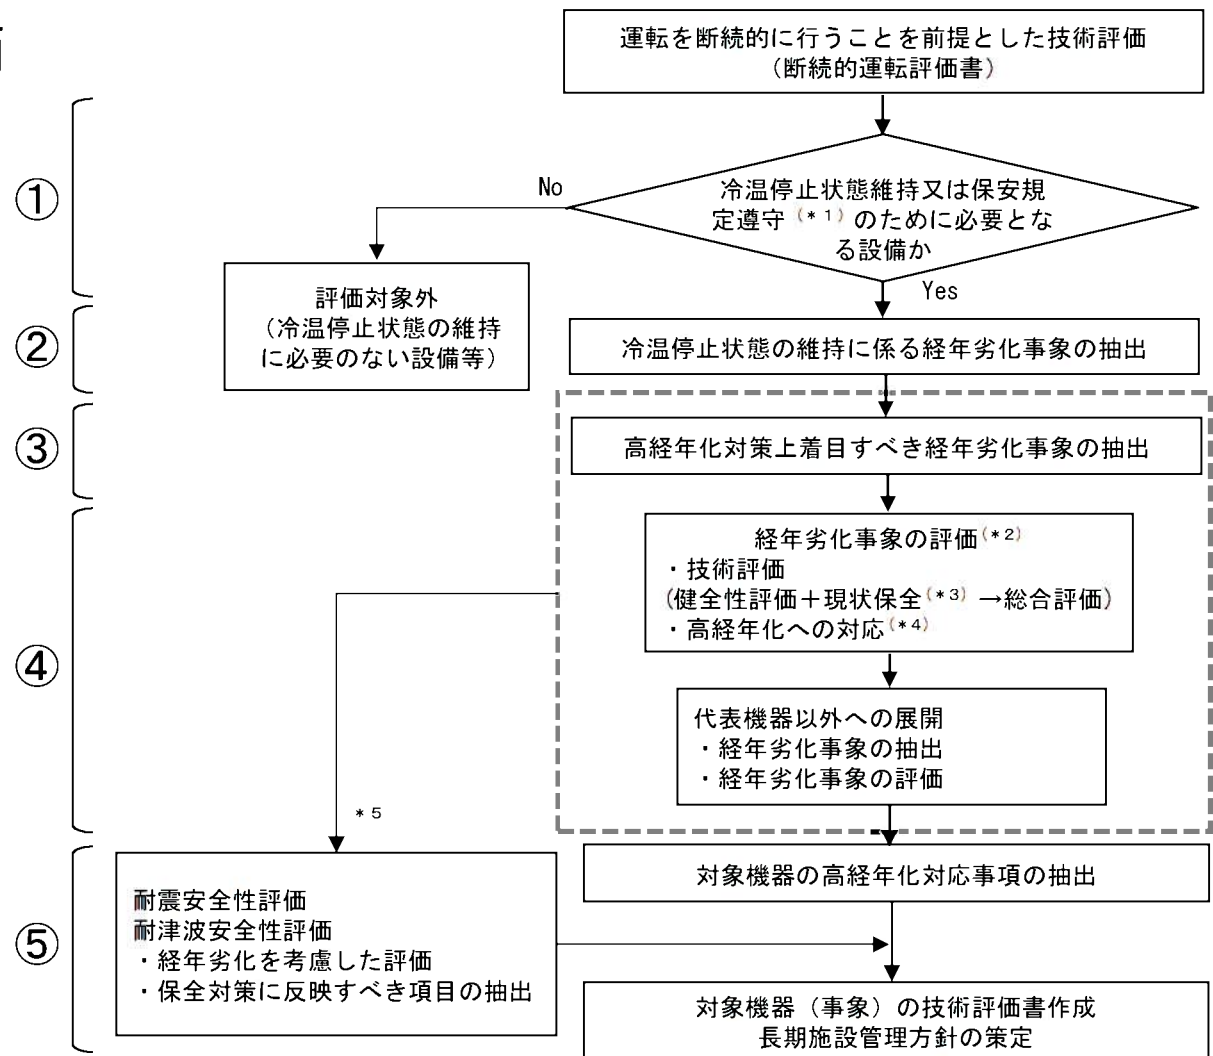 運転を断続的に行うことを前提とした技術評価
（断続的運転評価書）
①
No
冷温停止状態維持又は保安規
定遵守(*1)のために必要とな
る設備か
Yes
評価対象外
（冷温停止状態の維持
に必要のない設備等）
②
冷温停止状態の維持に係る経年劣化事象の抽出
③
高経年化対策上着目すべき経年劣化事象の抽出
④
経年劣化事象の評価(*2)
・技術評価
(健全性評価＋現状保全(*3)→総合評価)
・高経年化への対応(*4)
代表機器以外への展開
・経年劣化事象の抽出
・経年劣化事象の評価
*5
⑤
耐震安全性評価
耐津波安全性評価
・経年劣化を考慮した評価
・保全対策に反映すべき項目の抽出
対象機器の高経年化対応事項の抽出
対象機器（事象）の技術評価書作成
長期施設管理方針の策定